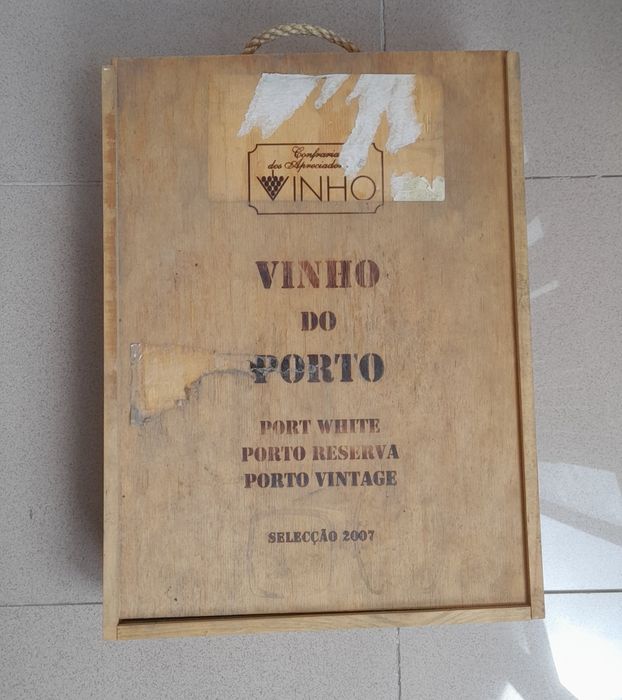 Confraria
dos Apreciadores
VINHO
VINHO
DO
PORTO
PORT WHITE
PORTO RESERVA
PORTO VINTAGE
SELECÇÃO 2007